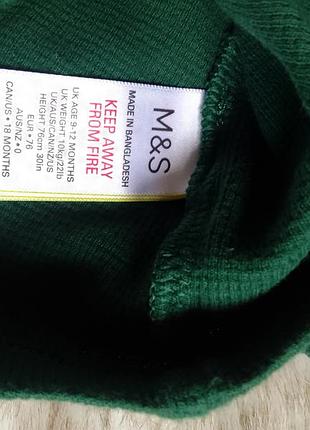 M&S
MADE IN BANGLADESH
KEEP AWAY
FROM FIRE
UK AGE 9-12 MONTHS
UK WEIGHT 10kg/22lb
UK/AUS/CAN/NZ/US
HEIGHT 76cm 30in
EUR • 76
AUS/NZ • 0
CAN/US • 18 MONTHS